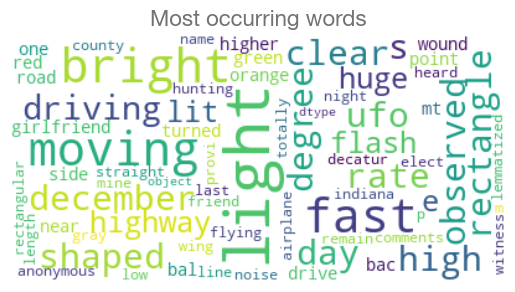 Most occurring words
one
county
name
higher
clear
s
wound
red
bright
green
point
road
orange
huge
heard
hunting
driving
lit
degree
ufo
observed
rectangle
night
mt
girlfriend
turned
totally
dtype
flash
moving
light
decatur
elect
lemmatized
side
straight
provi
rate
mine
object
indiana
rectangular
december
last
friend
fast
e
near
highway
flying
airplane
p
witness
m
length
gray
wing
day
remain
comments
shaped
ball
line
bac
high
anonymous
low
noise
drive